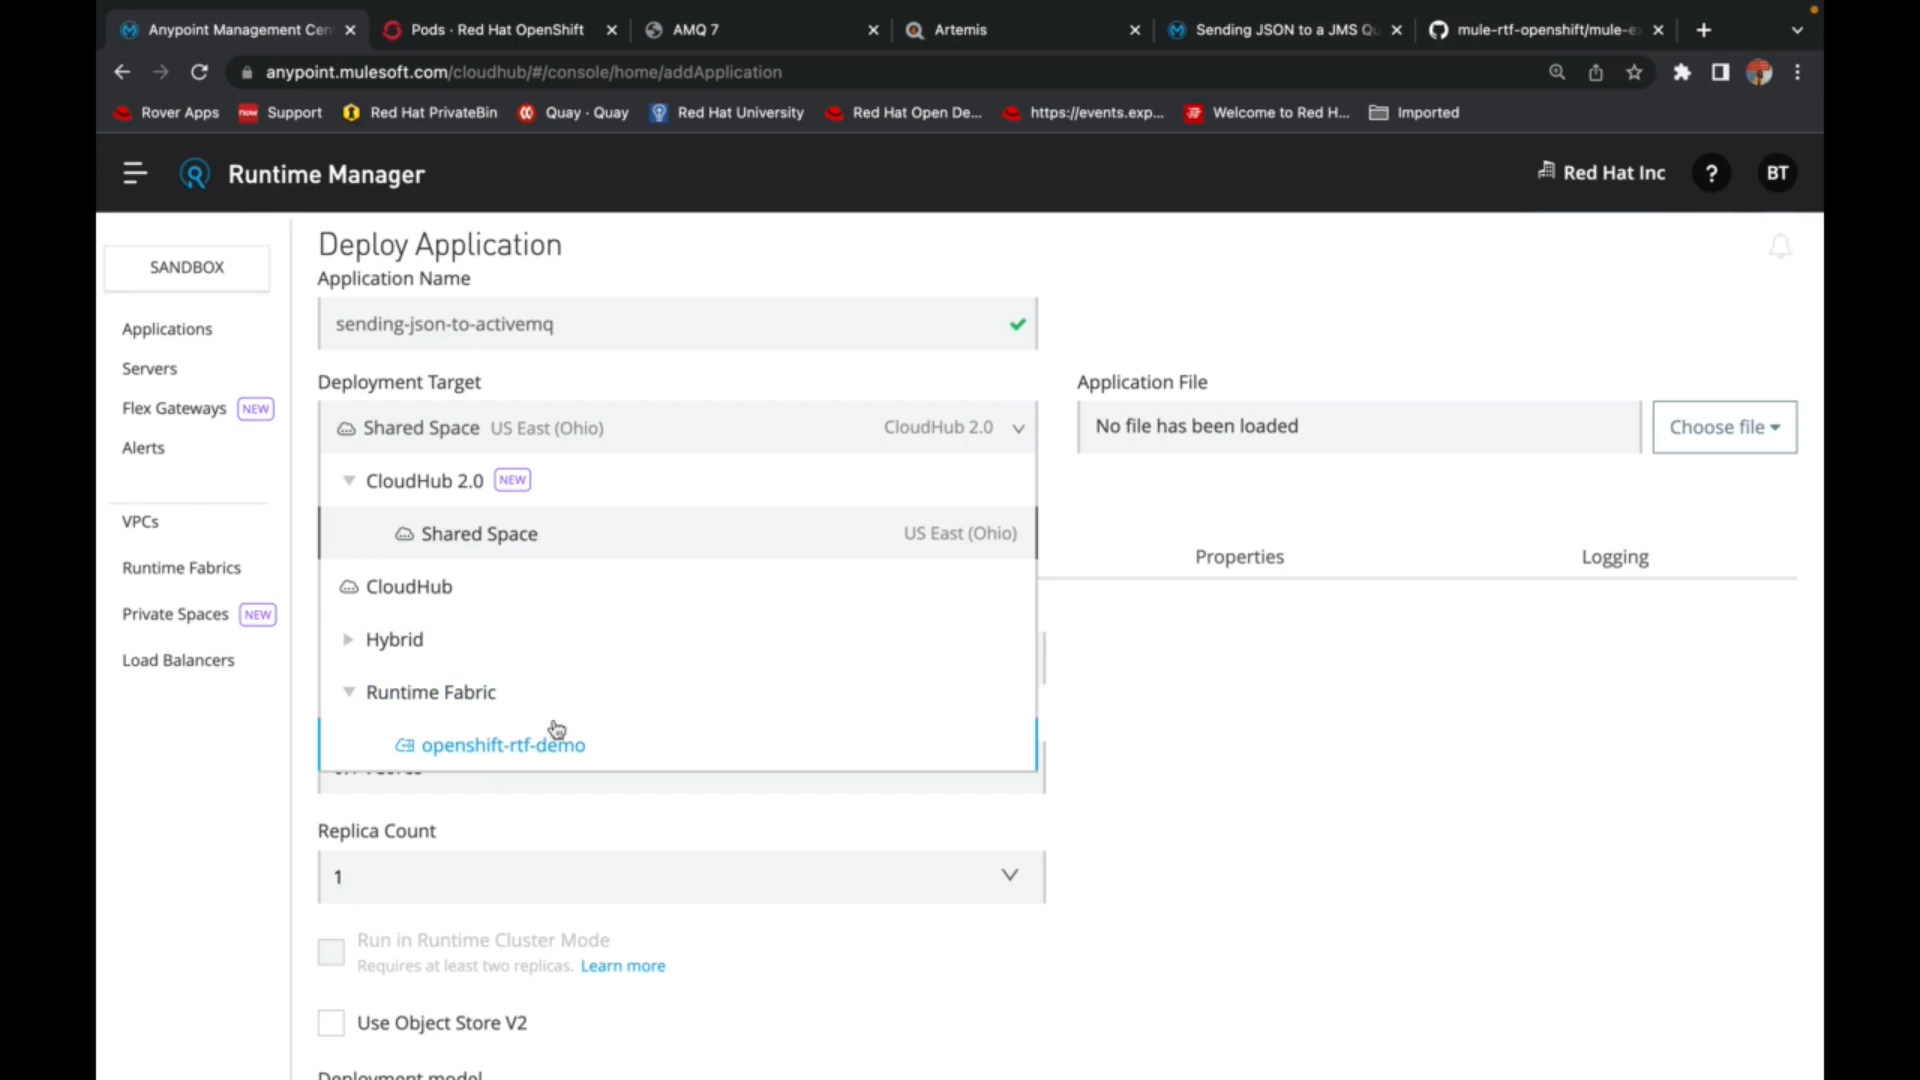 Anypoint Management Cen
Pods · Red Hat OpenShift
AMQ 7
Artemis
Sending JSON to a JMS Qu
mule-rtf-openshift/mule-ex
anypoint.mulesoft.com/cloudhub/#/console/home/addApplication
Rover Apps
now Support
Red Hat PrivateBin
Quay · Quay
Red Hat University
Red Hat Open De...
https://events.exp...
Welcome to Red H...
Imported
Runtime Manager
Red Hat Inc
?
BT
SANDBOX
Applications
Servers
Flex Gateways NEW
Alerts
VPCs
Runtime Fabrics
Private Spaces NEW
Load Balancers
Deploy Application
Application Name
sending-json-to-activemq
Deployment Target
Shared Space US East (Ohio) CloudHub 2.0
CloudHub 2.0 NEW
Shared Space US East (Ohio)
CloudHub
Hybrid
Runtime Fabric
openshift-rtf-demo
Application File
No file has been loaded
Choose file
Properties
Logging
Replica Count
1
Run in Runtime Cluster Mode
Requires at least two replicas. Learn more
Use Object Store V2
Deployment model